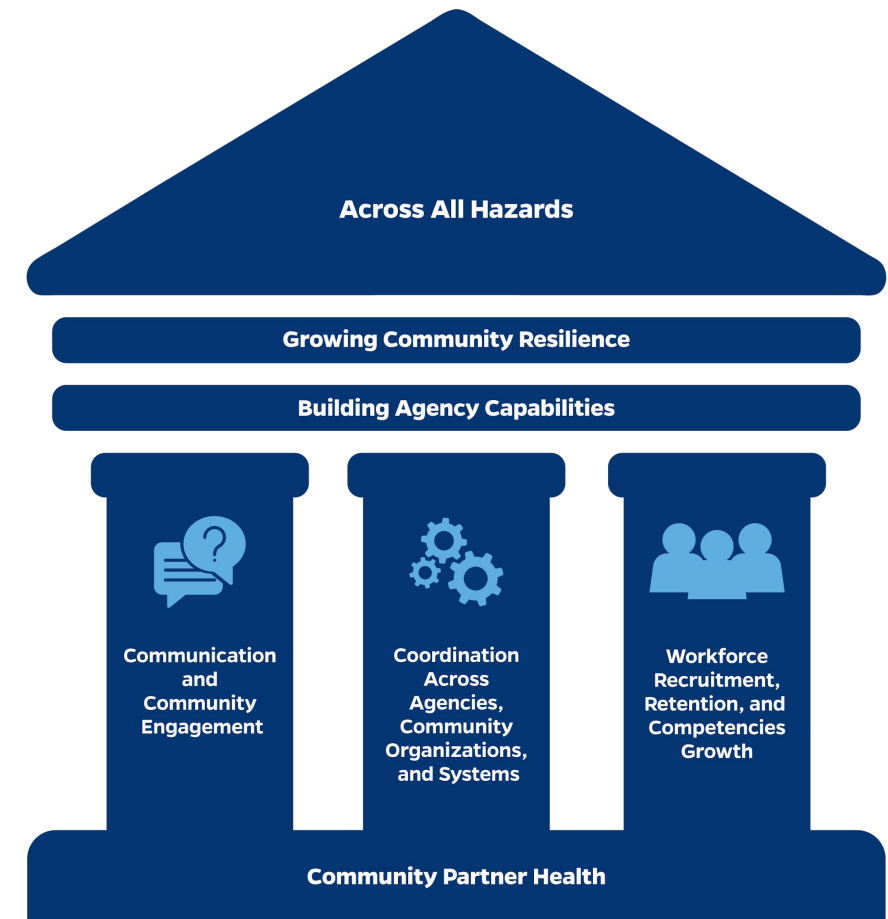 Across All Hazards
Growing Community Resilience
Building Agency Capabilities
?
Communication
and
Community
Engagement
Coordination
Across
Agencies,
Community
Organizations,
and Systems
Workforce
Recruitment,
Retention, and
Competencies
Growth
Community Partner Health